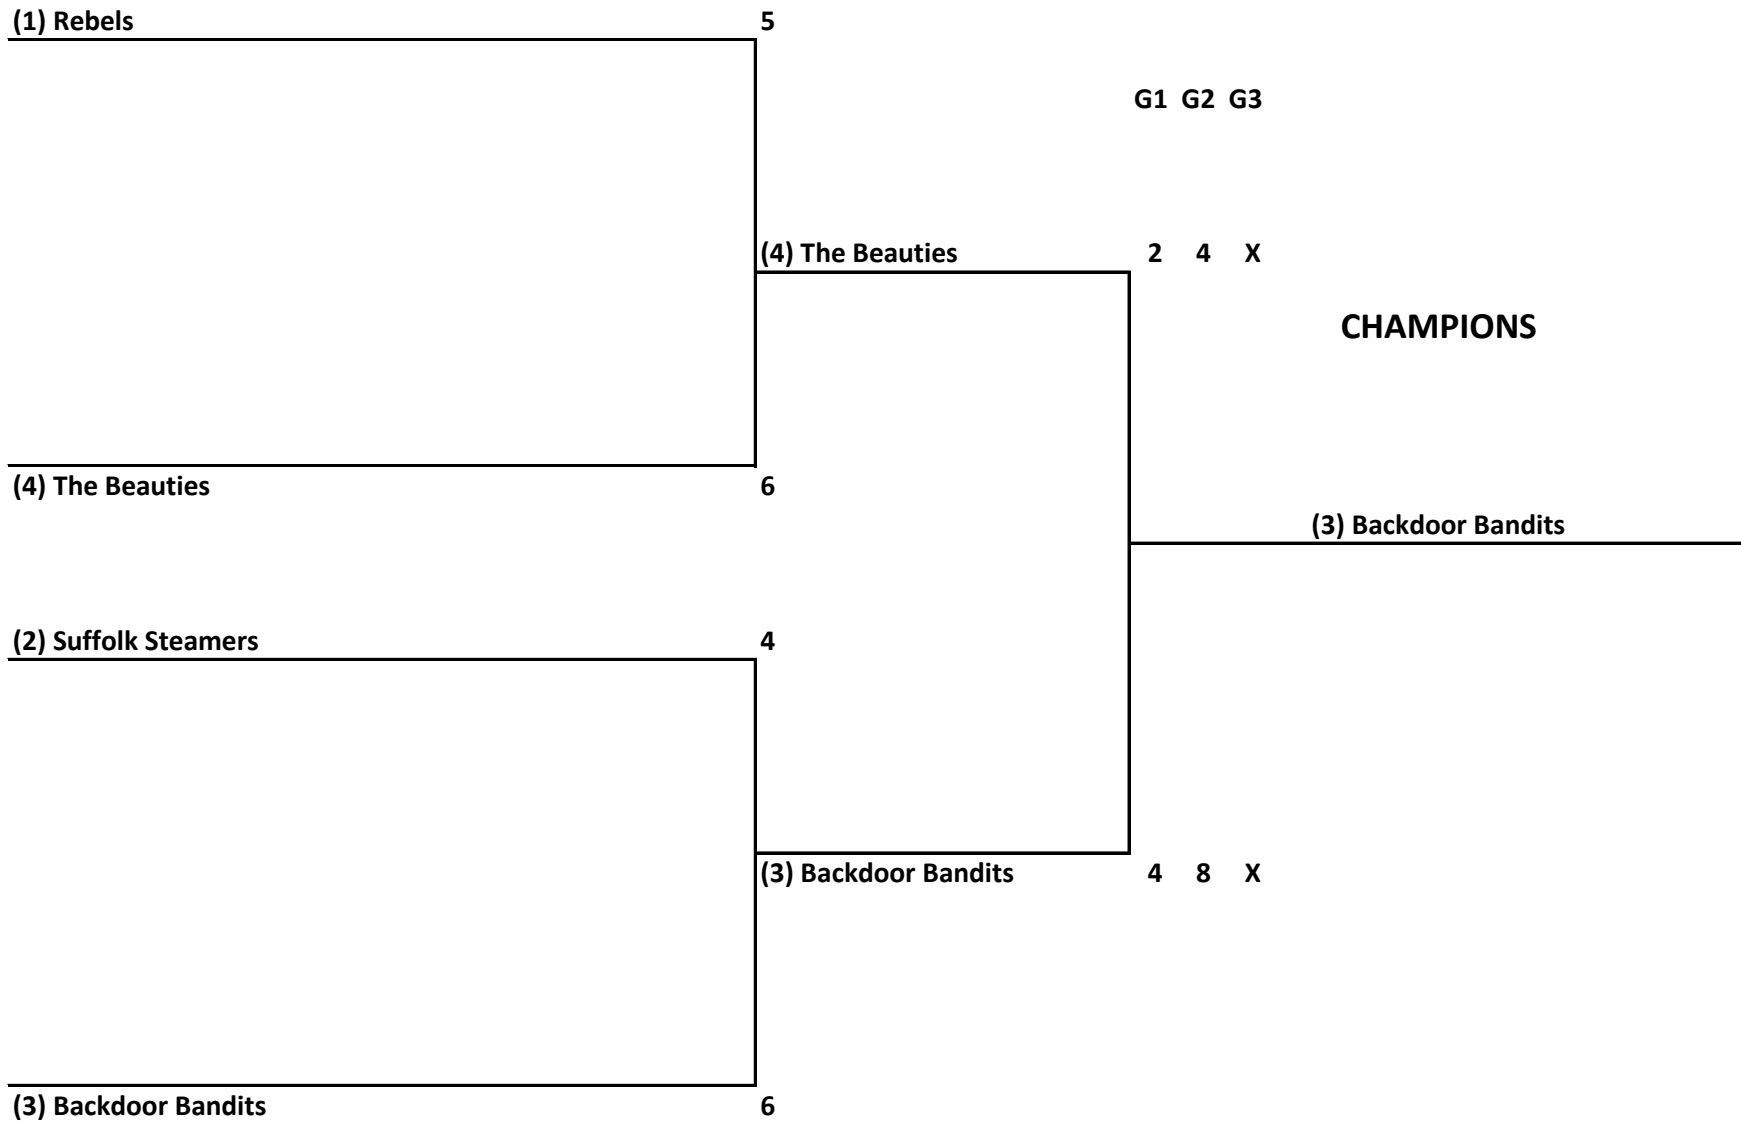 (1) Rebels 5
G1 G2 G3
(4) The Beauties 2 4 X
CHAMPIONS
(4) The Beauties 6
(3) Backdoor Bandits
(2) Suffolk Steamers 4
(3) Backdoor Bandits 4 8 X
(3) Backdoor Bandits 6